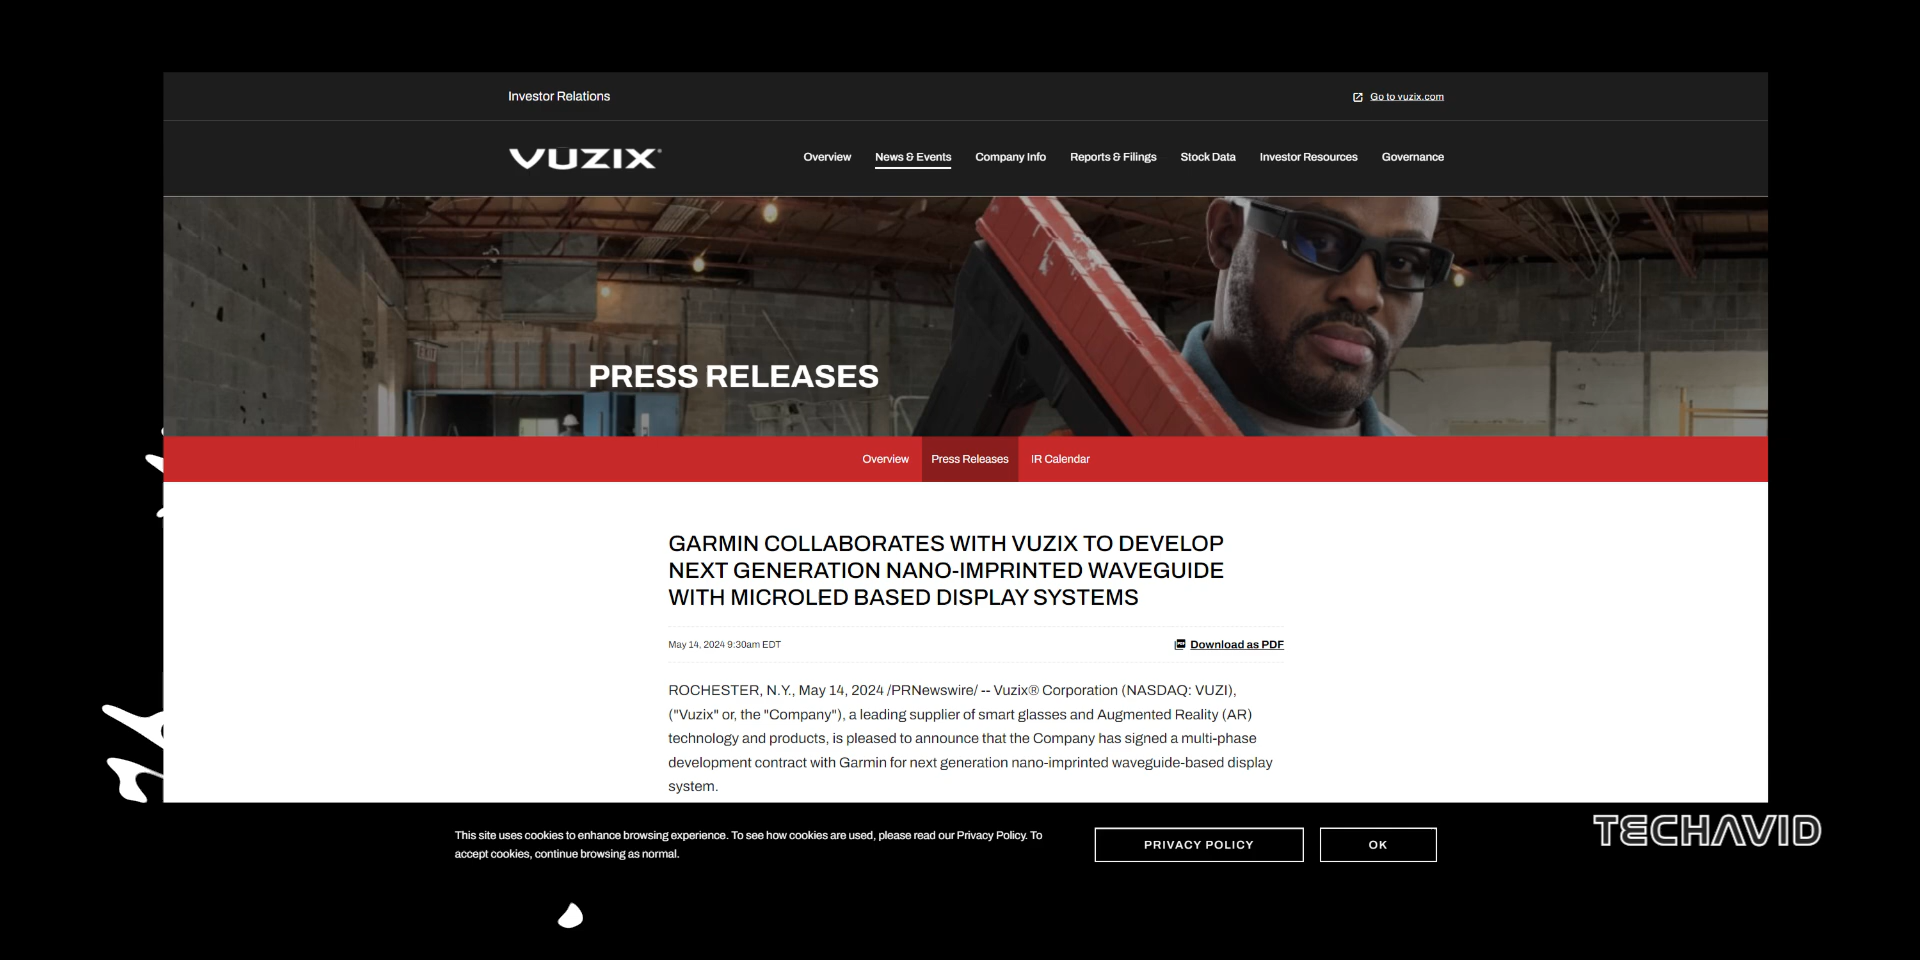 Investor Relations
Go to vuzix.com
VUZIX®
Overview News & Events Company Info Reports & Filings Stock Data Investor Resources Governance
EXIT
PRESS RELEASES
Overview Press Releases IR Calendar
GARMIN COLLABORATES WITH VUZIX TO DEVELOP
NEXT GENERATION NANO-IMPRINTED WAVEGUIDE
WITH MICROLED BASED DISPLAY SYSTEMS
May 14, 2024 9:30am EDT
Download as PDF
ROCHESTER, N.Y., May 14, 2024 /PRNewswire/ -- Vuzix® Corporation (NASDAQ: VUZI),
("Vuzix" or, the "Company"), a leading supplier of smart glasses and Augmented Reality (AR)
technology and products, is pleased to announce that the Company has signed a multi-phase
development contract with Garmin for next generation nano-imprinted waveguide-based display
system.
This site uses cookies to enhance browsing experience. To see how cookies are used, please read our Privacy Policy. To
accept cookies, continue browsing as normal.
PRIVACY POLICY
OK
TECHAVID